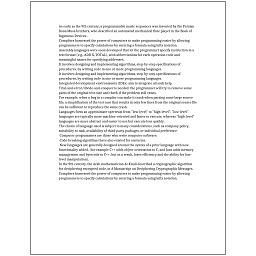 as early as the 9th century, a programmable music sequencer was invented by the Persian
Banu Musa brothers, who described an automated mechanical flute player in the Book of
Ingenious Devices.
Compilers harnessed the power of computers to make programming easier by allowing
programmers to specify calculations by entering a formula using infix notation.
Assembly languages were soon developed that let the programmer specify instruction in a
text format (e.g., ADD X, TOTAL), with abbreviations for each operation code and
meaningful names for specifying addresses.
It involves designing and implementing algorithms, step-by-step specifications of
procedures, by writing code in one or more programming languages.
It involves designing and implementing algorithms, step-by-step specifications of
procedures, by writing code in one or more programming languages.
Integrated development environments (IDEs) aim to integrate all such help.
Trial-and-error/divide-and-conquer is needed: the programmer will try to remove some
parts of the original test case and check if the problem still exists.
For example, when a bug in a compiler can make it crash when parsing some large source
file, a simplification of the test case that results in only few lines from the original source file
can be sufficient to reproduce the same crash.
Languages form an approximate spectrum from "low-level" to "high-level"; "low-level"
languages are typically more machine-oriented and faster to execute, whereas "high-level"
languages are more abstract and easier to use but execute less quickly.
The choice of language used is subject to many considerations, such as company policy,
suitability to task, availability of third-party packages, or individual preference.
Computer programmers are those who write computer software.
Code-breaking algorithms have also existed for centuries.
New languages are generally designed around the syntax of a prior language with new
functionality added, (for example C++ adds object-orientation to C, and Java adds memory
management and bytecode to C++, but as a result, loses efficiency and the ability for low-
level manipulation).
In the 9th century, the Arab mathematician Al-Kindi described a cryptographic algorithm
for deciphering encrypted code, in A Manuscript on Deciphering Cryptographic Messages.
Compilers harnessed the power of computers to make programming easier by allowing
programmers to specify calculations by entering a formula using infix notation.